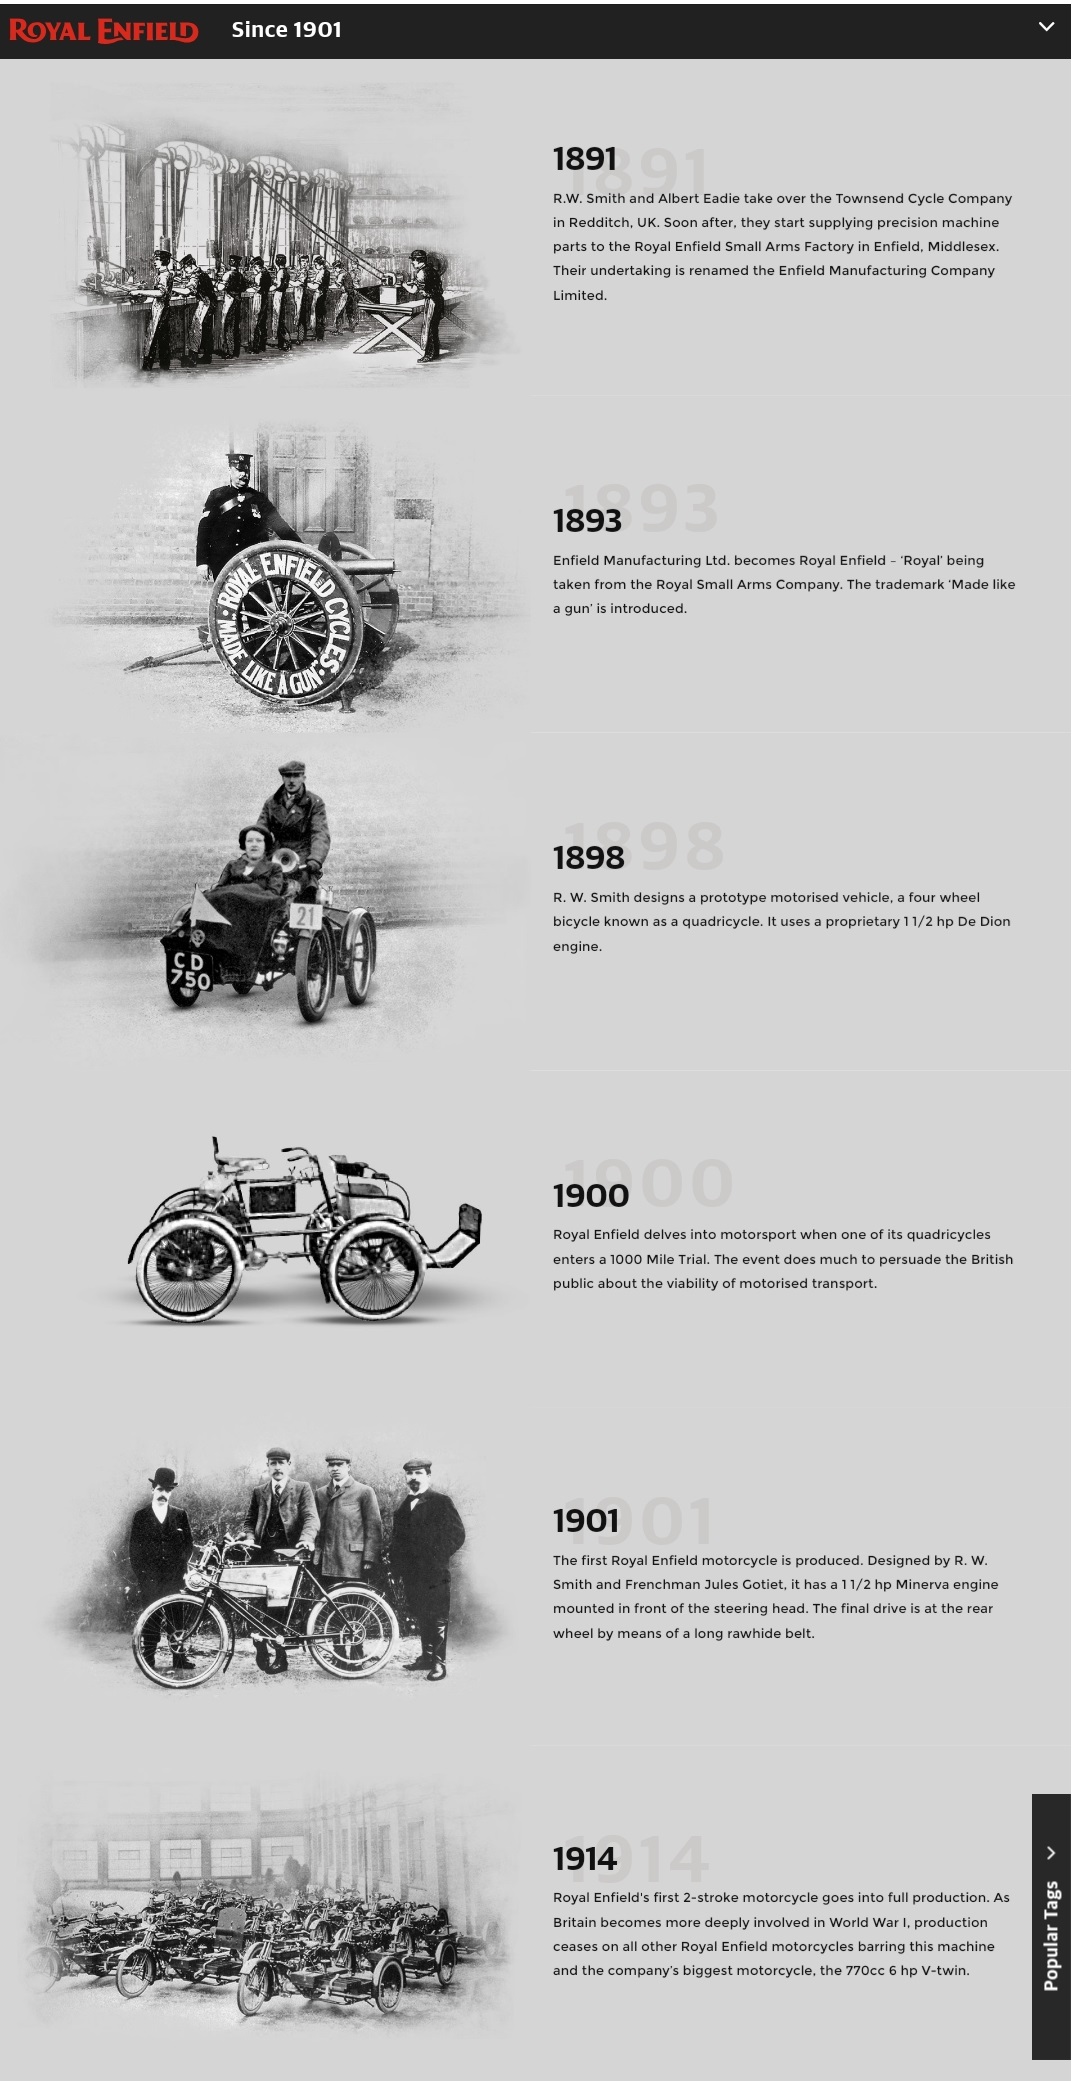 ROYAL ENFIELD Since 1901
1891
1891
R.W. Smith and Albert Eadie take over the Townsend Cycle Company
in Redditch, UK. Soon after, they start supplying precision machine
parts to the Royal Enfield Small Arms Factory in Enfield, Middlesex.
Their undertaking is renamed the Enfield Manufacturing Company
Limited.
ROYAL ENFIELD CYCLES
MADE LIKE A GUN
1893
1893
Enfield Manufacturing Ltd. becomes Royal Enfield – ‘Royal’ being
taken from the Royal Small Arms Company. The trademark ‘Made like
a gun’ is introduced.
21
CD
750
1898
1898
R. W. Smith designs a prototype motorised vehicle, a four wheel
bicycle known as a quadricycle. It uses a proprietary 1 1/2 hp De Dion
engine.
1900
1900
Royal Enfield delves into motorsport when one of its quadricycles
enters a 1000 Mile Trial. The event does much to persuade the British
public about the viability of motorised transport.
1901
1901
The first Royal Enfield motorcycle is produced. Designed by R. W.
Smith and Frenchman Jules Gotiet, it has a 1 1/2 hp Minerva engine
mounted in front of the steering head. The final drive is at the rear
wheel by means of a long rawhide belt.
1914
1914
Royal Enfield's first 2-stroke motorcycle goes into full production. As
Britain becomes more deeply involved in World War I, production
ceases on all other Royal Enfield motorcycles barring this machine
and the company's biggest motorcycle, the 770cc 6 hp V-twin.
Popular Tags